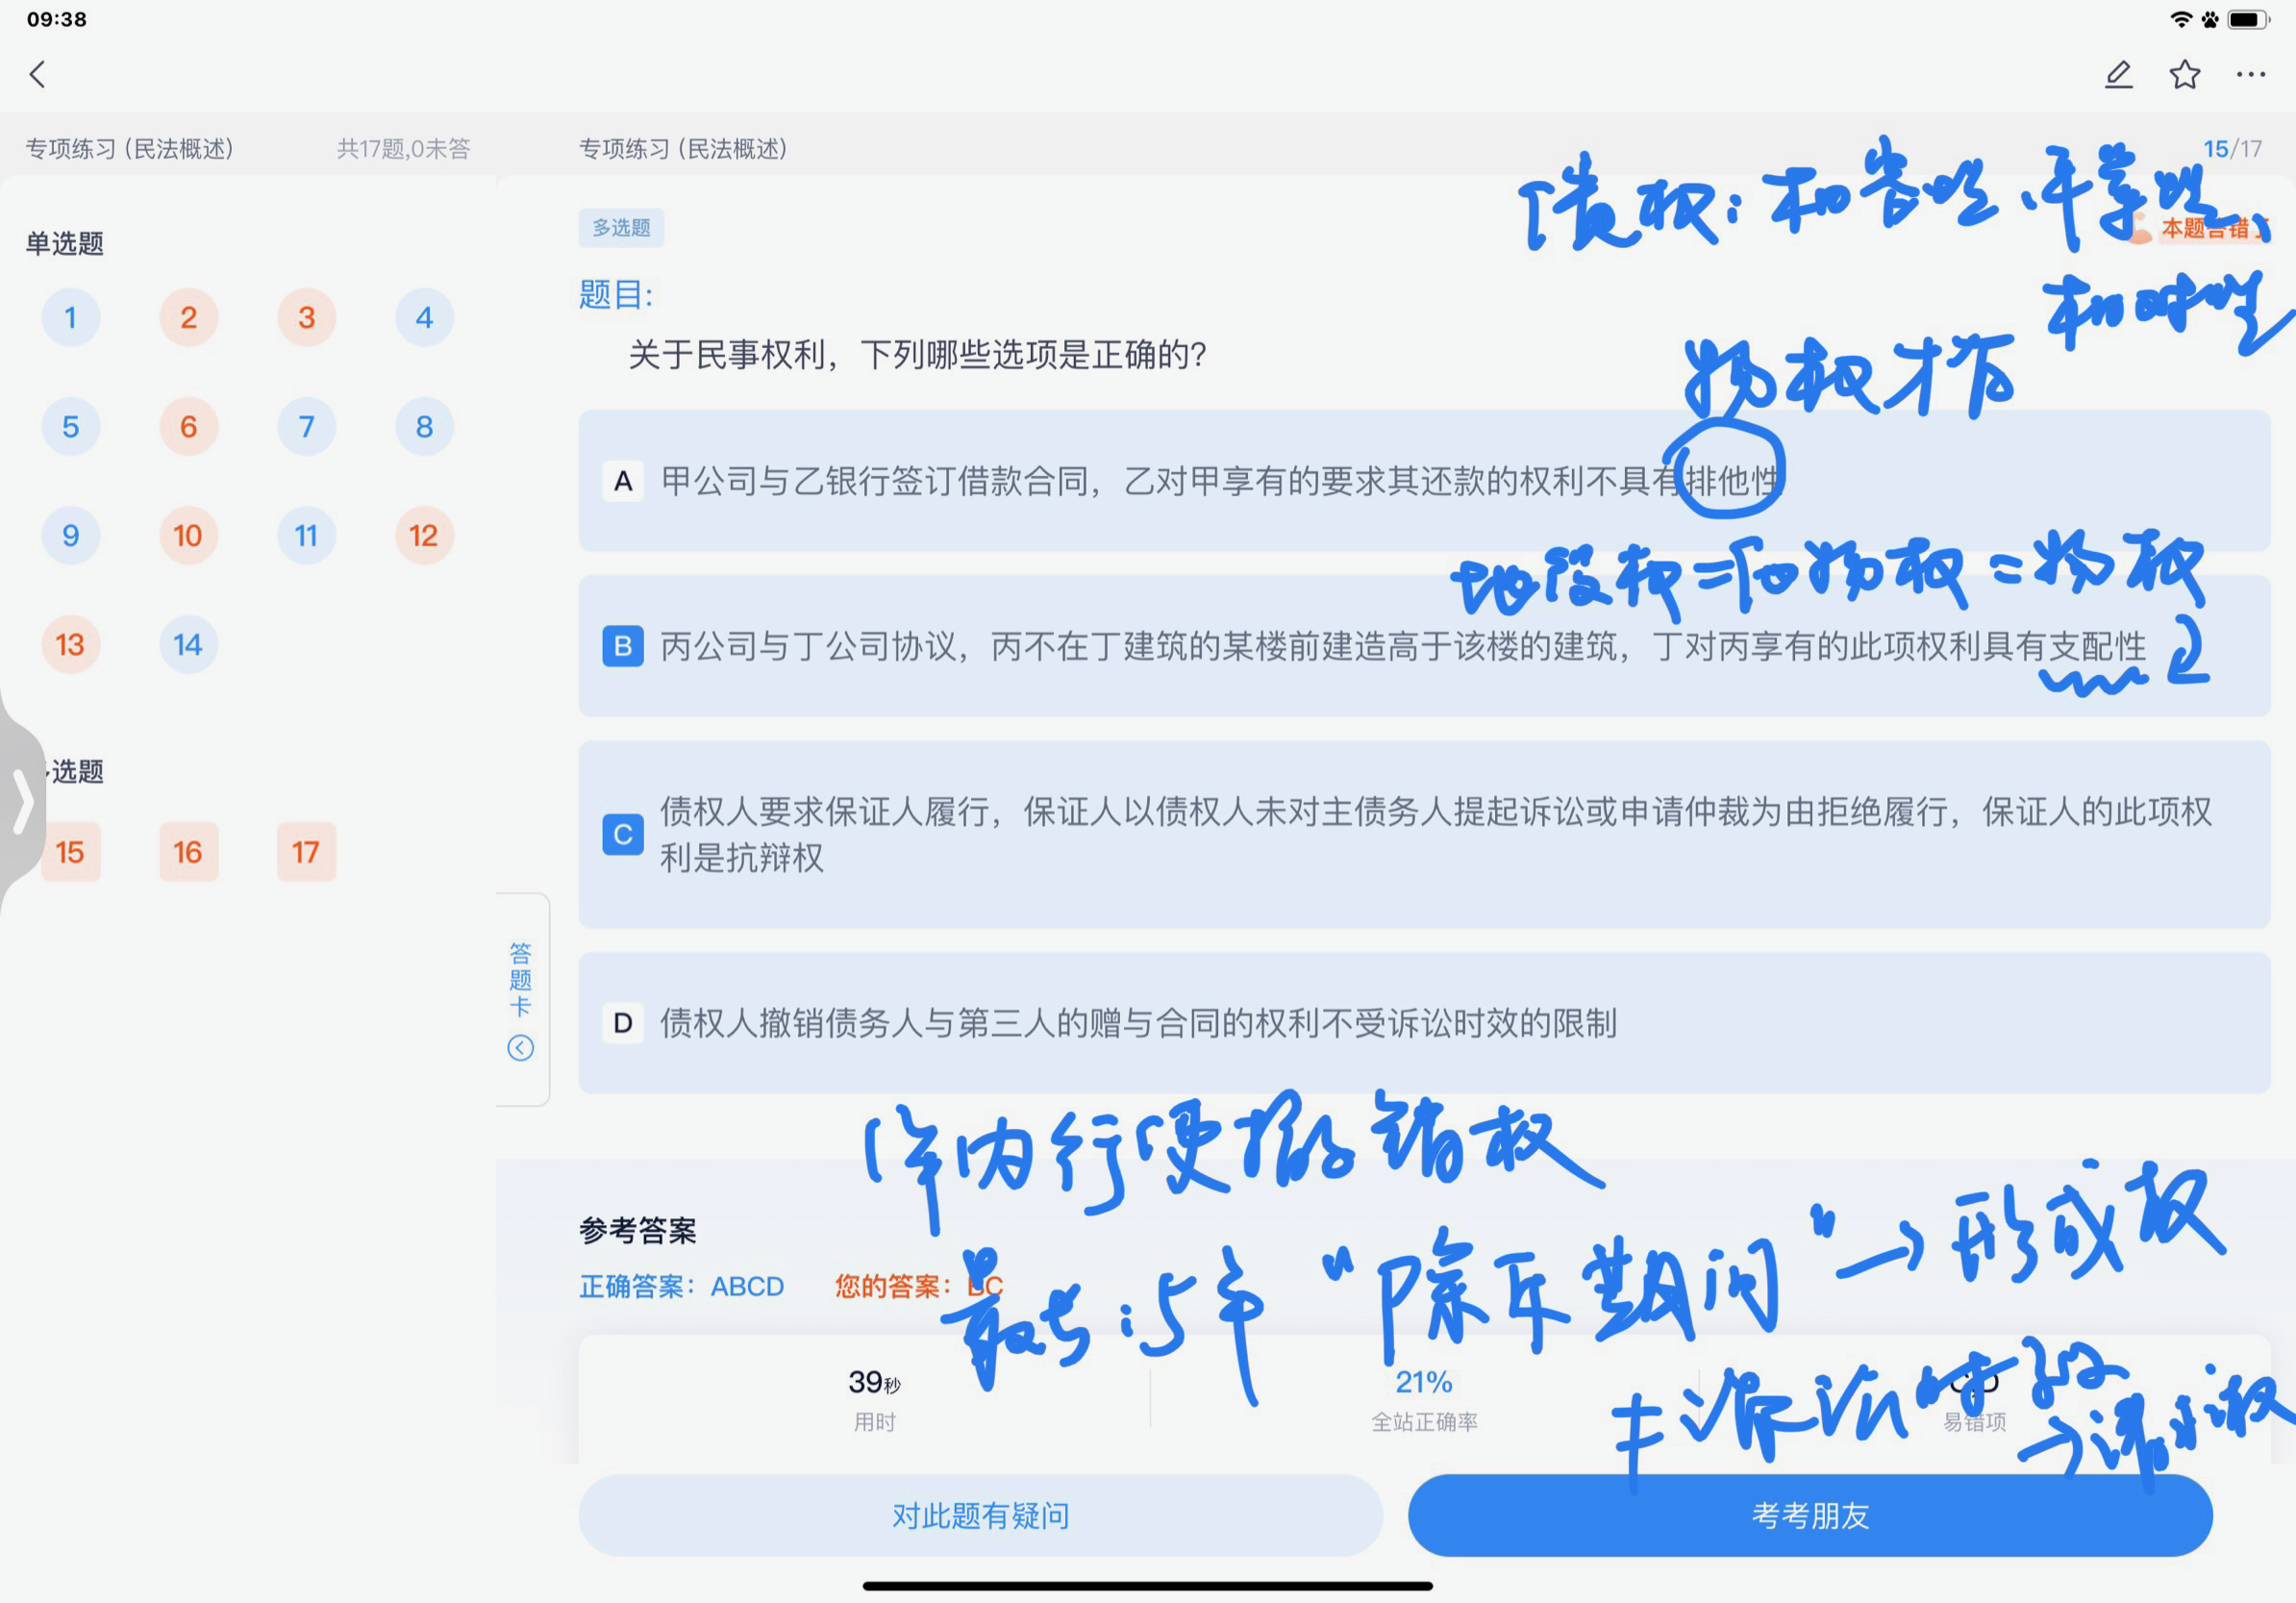 09:38
专项练习(民法概述)
共17题,0未答
专项练习(民法概述)
15/17
单选题
1 2 3 4
5 6 7 8
9 10 11 12
13 14
选题
15 16 17
答题卡
多选题
债权:相容性、平等性、
本题答错了
相对性
题目:
关于民事权利，下列哪些选项是正确的?
物权才有
A 甲公司与乙银行签订借款合同，乙对甲享有的要求其还款的权利不具有排他性
地役权=用物权=物权
B 丙公司与丁公司协议，丙不在丁建筑的某楼前建造高于该楼的建筑，丁对丙享有的此项权利具有支配性
C 债权人要求保证人履行，保证人以债权人未对主债务人提起诉讼或申请仲裁为由拒绝履行，保证人的此项权
利是抗辩权
D 债权人撤销债务人与第三人的赠与合同的权利不受诉讼时效的限制
1年内行使撤销权
参考答案
正确答案：ABCD
您的答案：BC
最长:5年 "除斥期间"→形成权
39秒
用时
21%
全站正确率
易错项
≠诉讼时效
→请求权
对此题有疑问
考考朋友